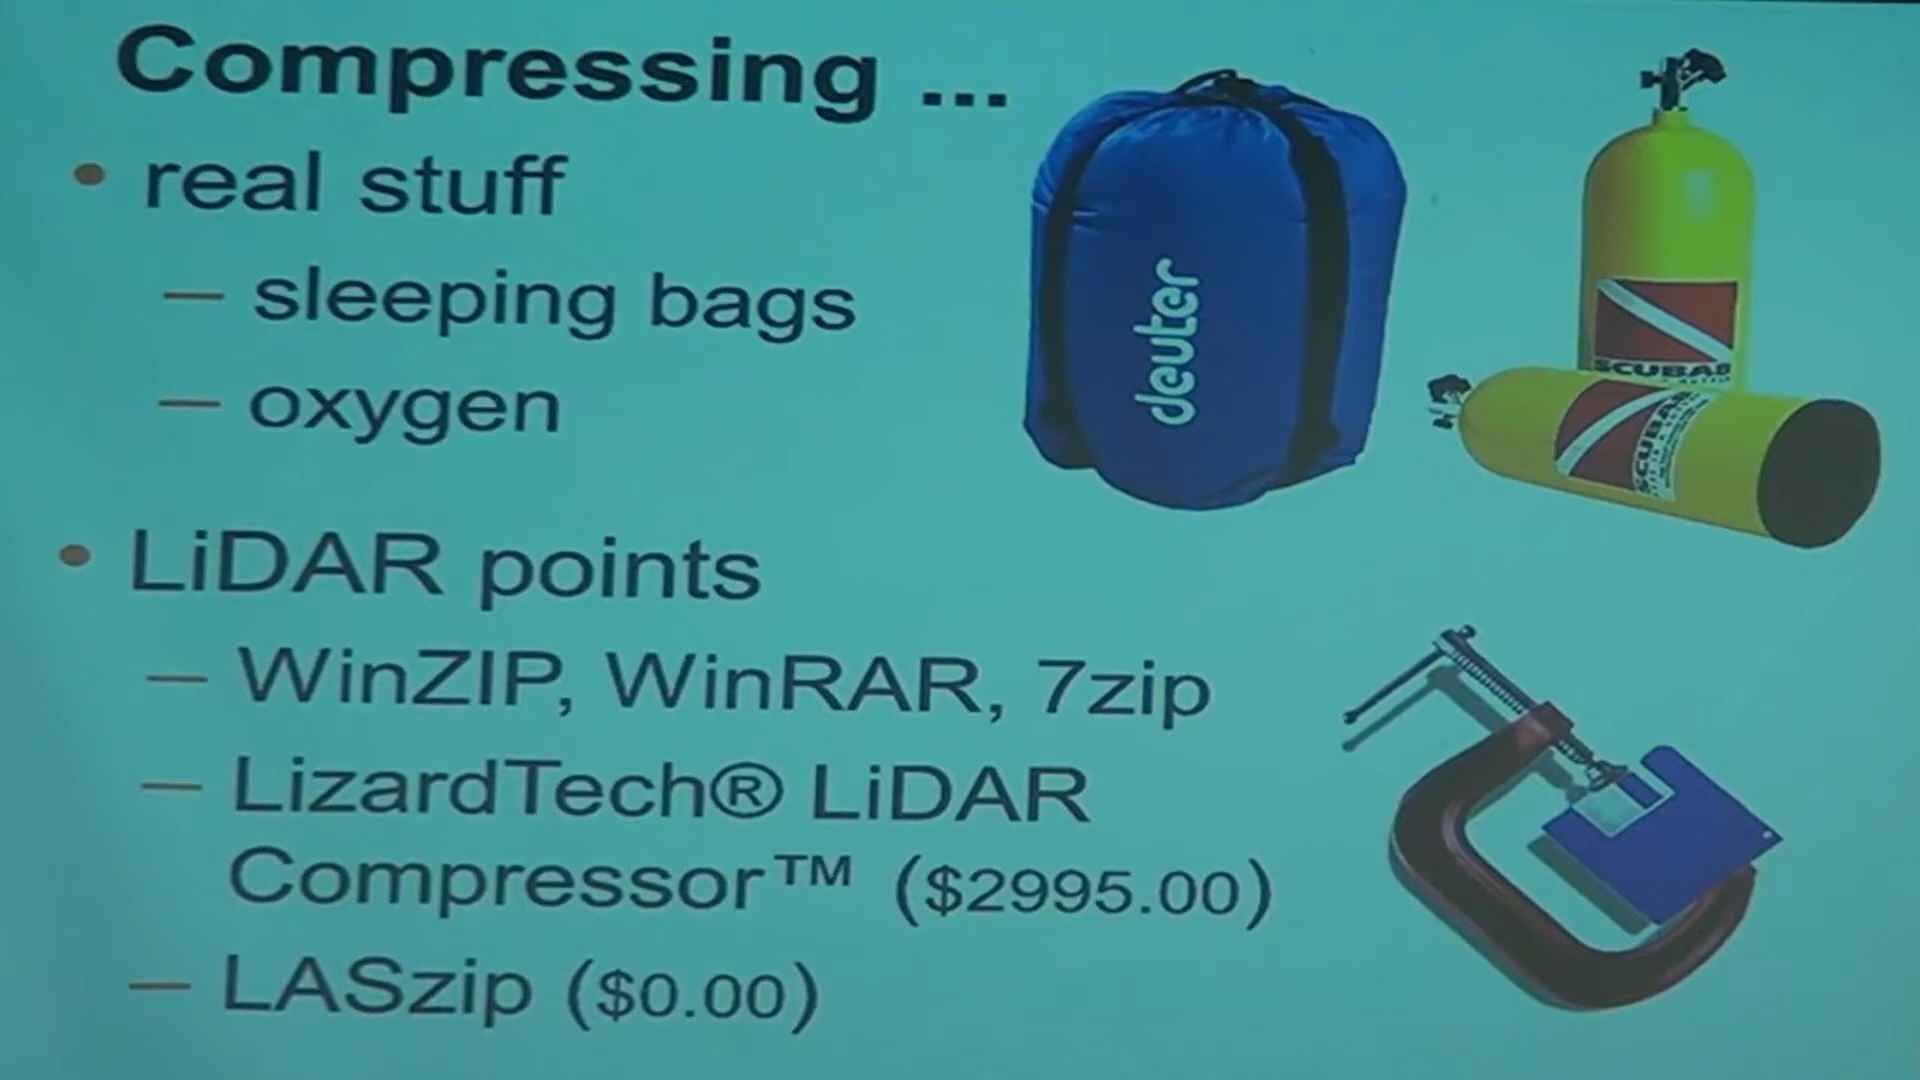 Compressing ...
• real stuff
– sleeping bags
– oxygen
• LiDAR points
– WinZIP, WinRAR, 7zip
– LizardTech® LiDAR
Compressor™ ($2995.00)
– LASzip ($0.00)
deuter
SCUBA
SCUBA